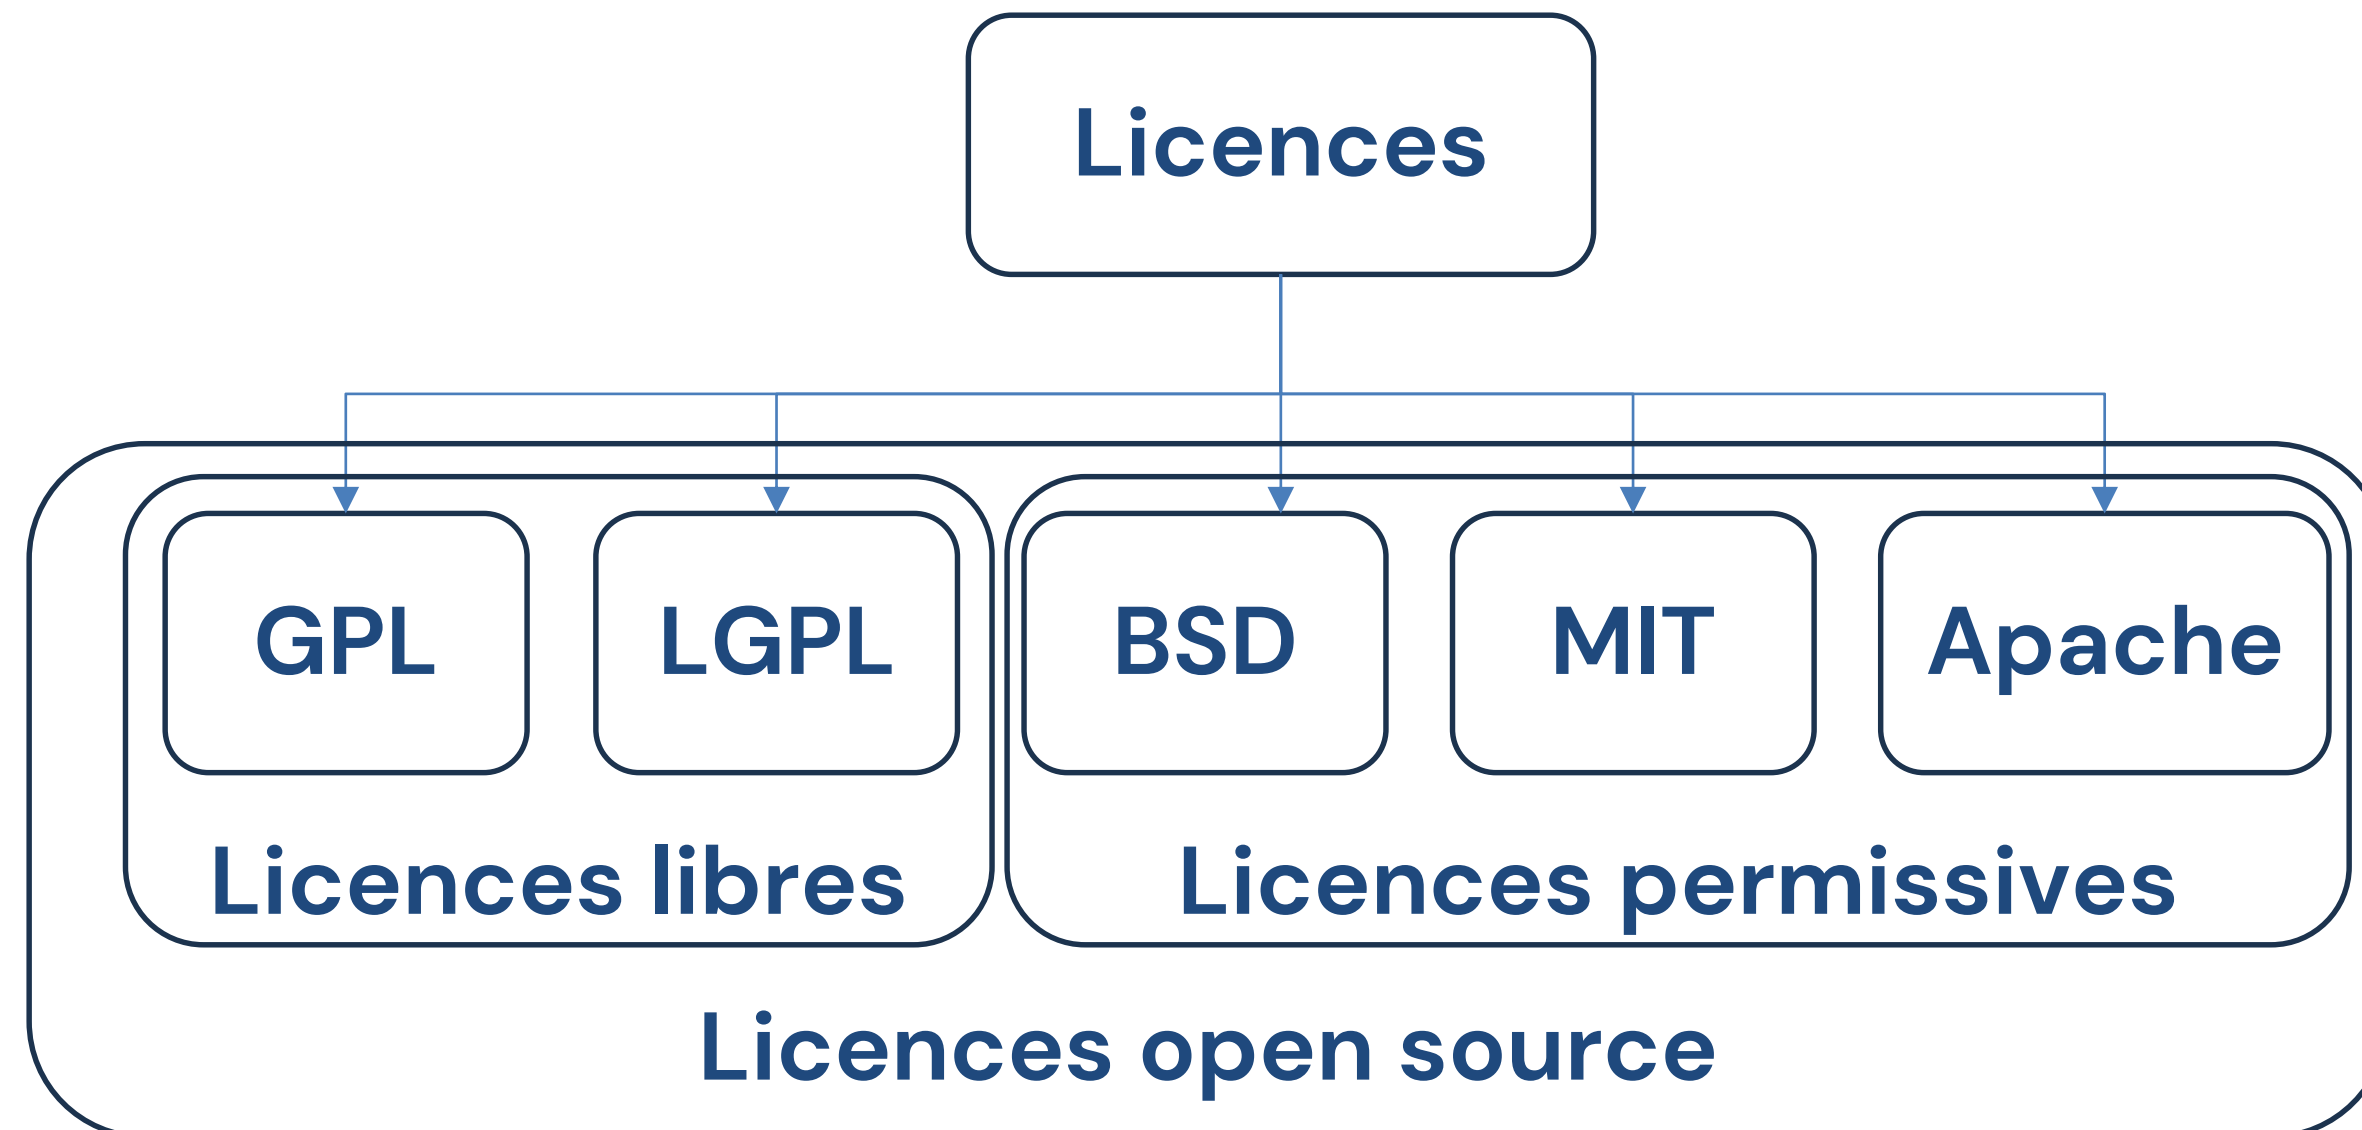 Licences
GPL
LGPL
BSD
MIT
Apache
Licences libres
Licences permissives
Licences open source